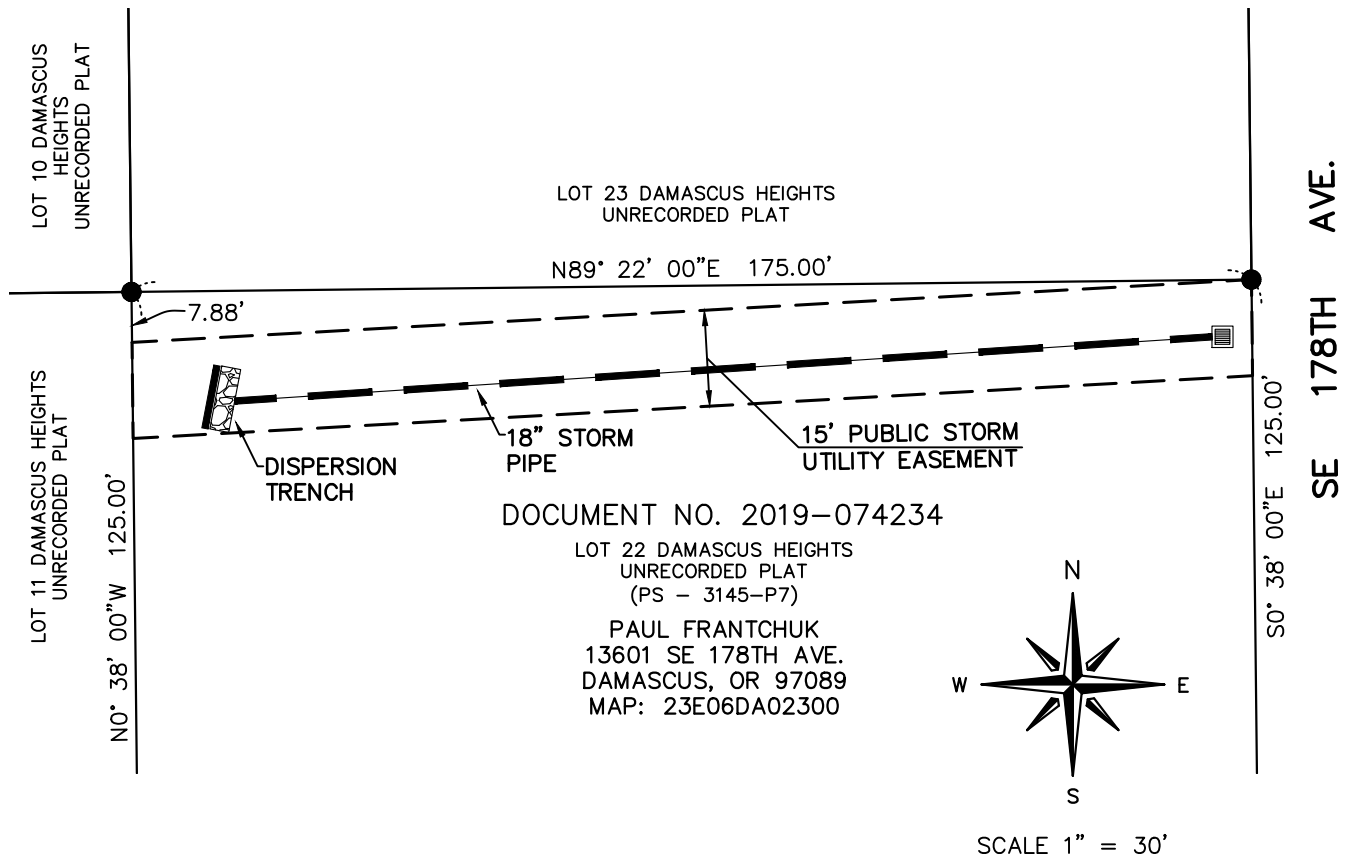 LOT 10 DAMASCUS
HEIGHTS
UNRECORDED PLAT
LOT 23 DAMASCUS HEIGHTS
UNRECORDED PLAT
N89° 22' 00"E 175.00'
SE 178TH AVE.
7.88'
LOT 11 DAMASCUS HEIGHTS
UNRECORDED PLAT
N0° 38' 00"W 125.00'
DISPERSION
TRENCH
18" STORM
PIPE
15' PUBLIC STORM
UTILITY EASEMENT
S0° 38' 00"E 125.00'
DOCUMENT NO. 2019-074234
LOT 22 DAMASCUS HEIGHTS
UNRECORDED PLAT
(PS - 3145-P7)
PAUL FRANTCHUK
13601 SE 178TH AVE.
DAMASCUS, OR 97089
MAP: 23E06DA02300
N
W E
S
SCALE 1" = 30'